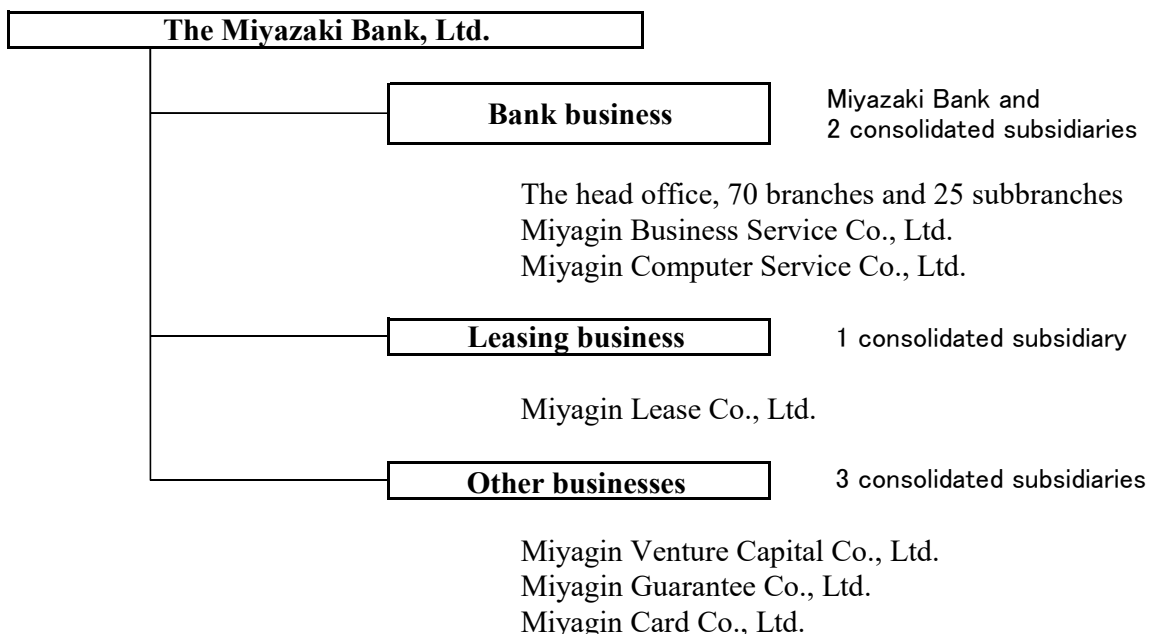 The Miyazaki Bank, Ltd.
Bank business
Miyazaki Bank and
2 consolidated subsidiaries
The head office, 70 branches and 25 subbranches
Miyagin Business Service Co., Ltd.
Miyagin Computer Service Co., Ltd.
Leasing business
1 consolidated subsidiary
Miyagin Lease Co., Ltd.
Other businesses
3 consolidated subsidiaries
Miyagin Venture Capital Co., Ltd.
Miyagin Guarantee Co., Ltd.
Miyagin Card Co., Ltd.